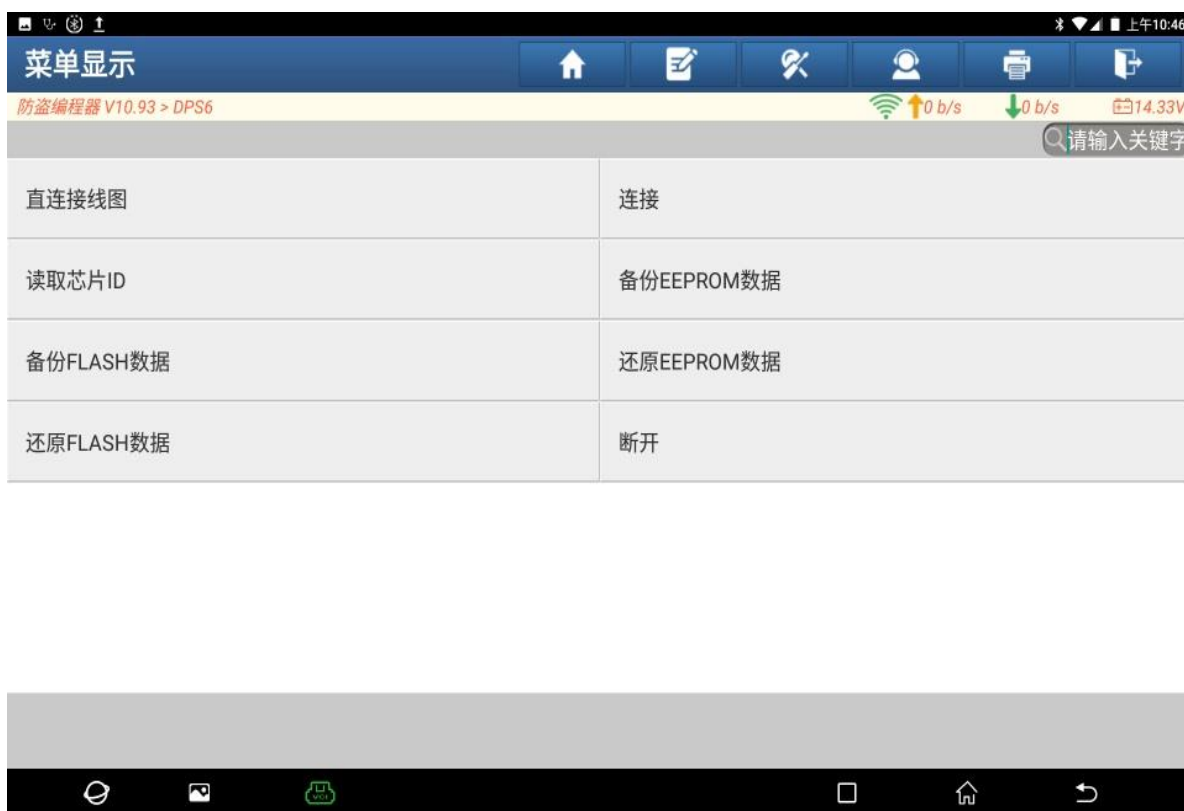 上午10:46
菜单显示
防盗编程器 V10.93 > DPS6 0 b/s 0 b/s 14.33V
请输入关键字
直连接线图 连接
读取芯片ID 备份EEPROM数据
备份FLASH数据 还原EEPROM数据
还原FLASH数据 断开
VCI